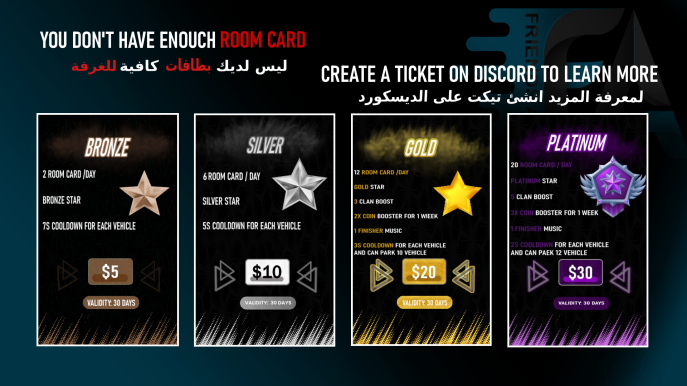 YOU DON'T HAVE ENOUCH ROOM CARD
ليس لديك بطاقات كافية للغرفة
CREATE A TICKET ON DISCORD TO LEARN MORE
لمعرفة المزيد انشئ تيكت على الديسكورد
BRONZE
2 ROOM CARD /DAY
BRONZE STAR
7S COOLDOWN FOR EACH VEHICLE
$5
VALIDITY: 30 DAYS
SILVER
6 ROOM CARD / DAY
SILVER STAR
5S COOLDOWN FOR EACH VEHICLE
$10
VALIDITY: 30 DAYS
GOLD
12 ROOM CARD /DAY
GOLD STAR
3 CLAN BOOST
2X COIN BOOSTER FOR 1 WEEK
1 FINISHER MUSIC
3S COOLDOWN FOR EACH VEHICLE
AND CAN PARK 10 VEHICLE
$20
VALIDITY: 30 DAYS
PLATINUM
20 ROOM CARD / DAY
PLATINUM STAR
5 CLAN BOOST
3X COIN BOOSTER FOR 1 WEEK
1 FINISHER MUSIC
2S COOLDOWN FOR EACH VEHICLE
AND CAN PAEK 12 VEHICLE
$30
VALIDITY: 30 DAYS